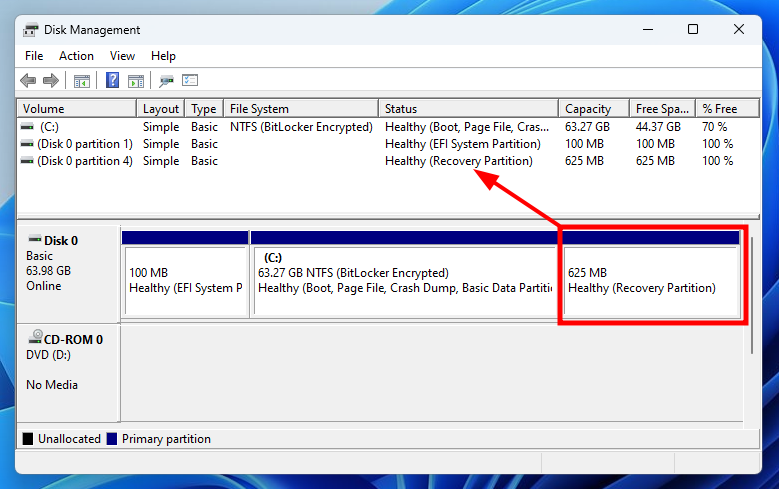 Disk Management
File Action View Help
Volume Layout Type File System Status Capacity Free Spa... % Free
(C:) Simple Basic NTFS (BitLocker Encrypted) Healthy (Boot, Page File, Cras... 63.27 GB 44.37 GB 70 %
(Disk 0 partition 1) Simple Basic Healthy (EFI System Partition) 100 MB 100 MB 100 %
(Disk 0 partition 4) Simple Basic Healthy (Recovery Partition) 625 MB 625 MB 100 %
Disk 0
Basic
63.98 GB
Online
100 MB
Healthy (EFI System P
(C:)
63.27 GB NTFS (BitLocker Encrypted)
Healthy (Boot, Page File, Crash Dump, Basic Data Partiti
625 MB
Healthy (Recovery Partition)
CD-ROM 0
DVD (D:)
No Media
Unallocated Primary partition